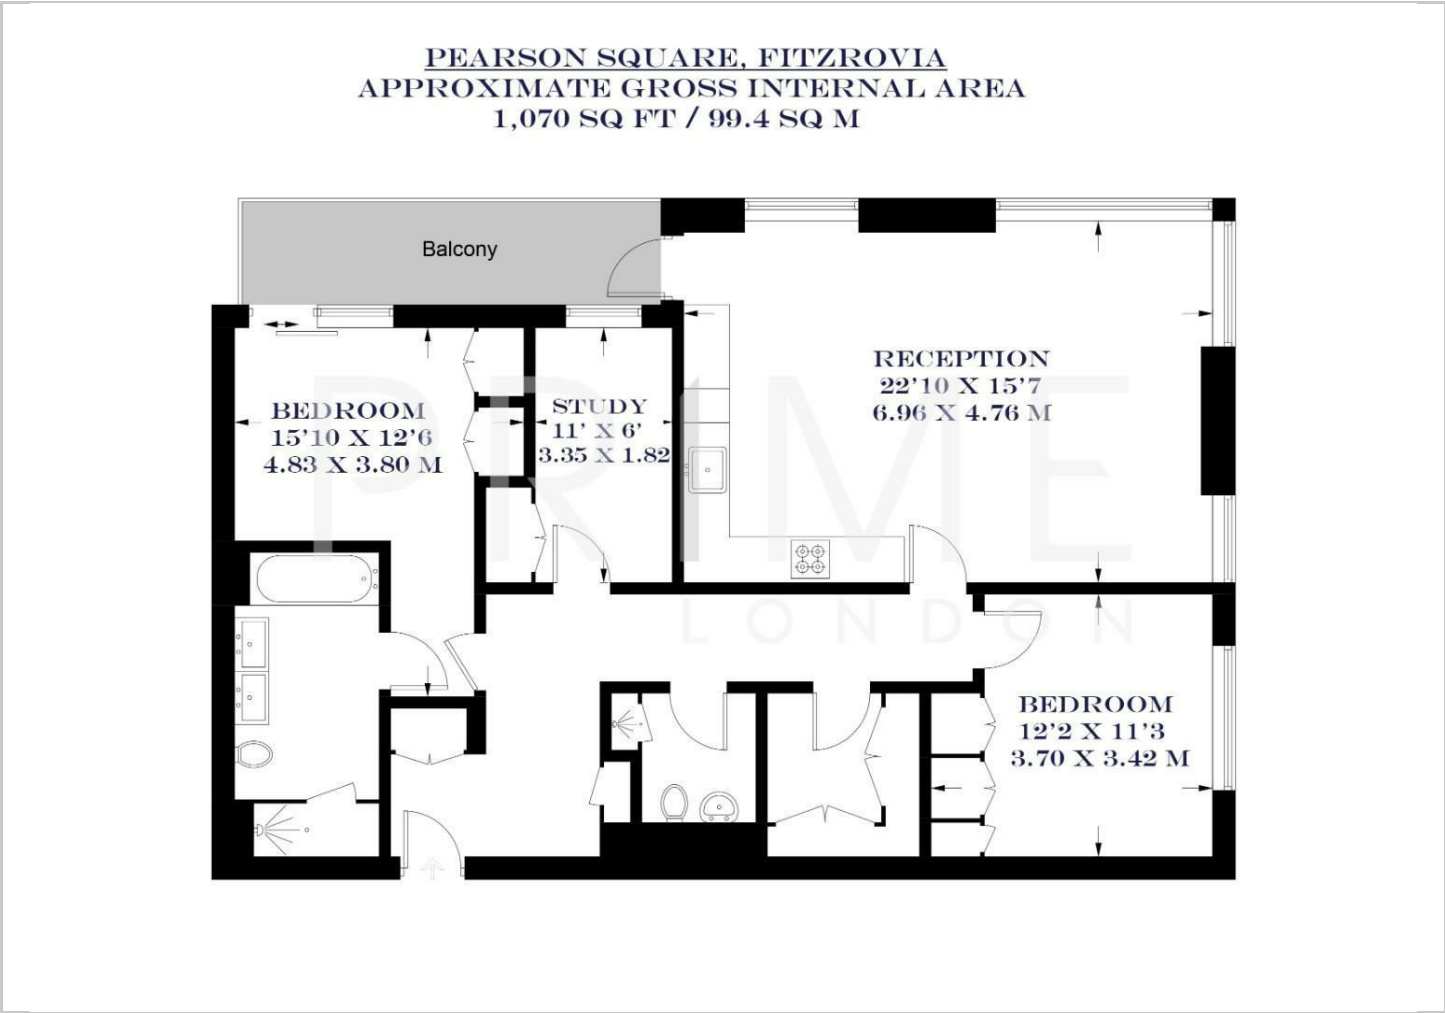 PEARSON SQUARE, FITZROVIA
APPROXIMATE GROSS INTERNAL AREA
1,070 SQ FT / 99.4 SQ M
Balcony
RECEPTION
22'10 X 15'7
6.96 X 4.76 M
BEDROOM
15'10 X 12'6
4.83 X 3.80 M
STUDY
11' X 6'
3.35 X 1.82
PRIME
LONDON
BEDROOM
12'2 X 11'3
3.70 X 3.42 M